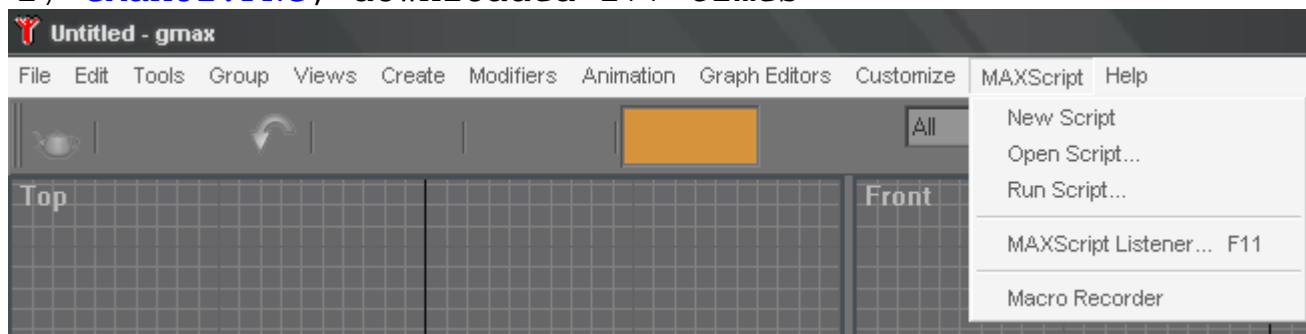 Untitled - gmax
File Edit Tools Group Views Create Modifiers Animation Graph Editors Customize MAXScript Help
All
New Script
Open Script...
Run Script...
MAXScript Listener... F11
Macro Recorder
Top
Front